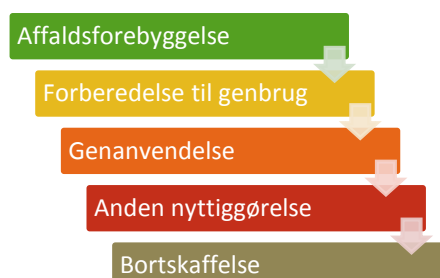 Affaldsforebyggelse
Forberedelse til genbrug
Genanvendelse
Anden nyttiggørelse
Bortskaffelse